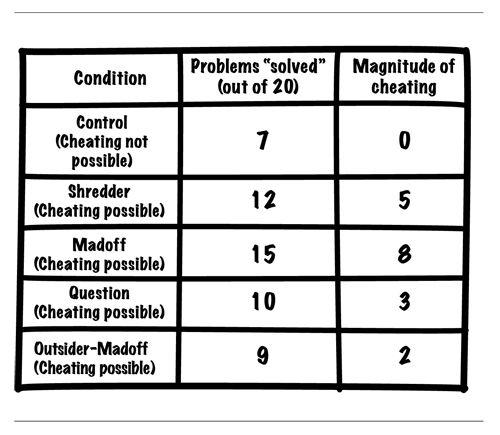 Condition
Problems “solved”
(out of 20)
Magnitude of
cheating
Control
(Cheating not
possible)
7
0
Shredder
(Cheating possible)
12
5
Madoff
(Cheating possible)
15
8
Question
(Cheating possible)
10
3
Outsider-Madoff
(Cheating possible)
9
2